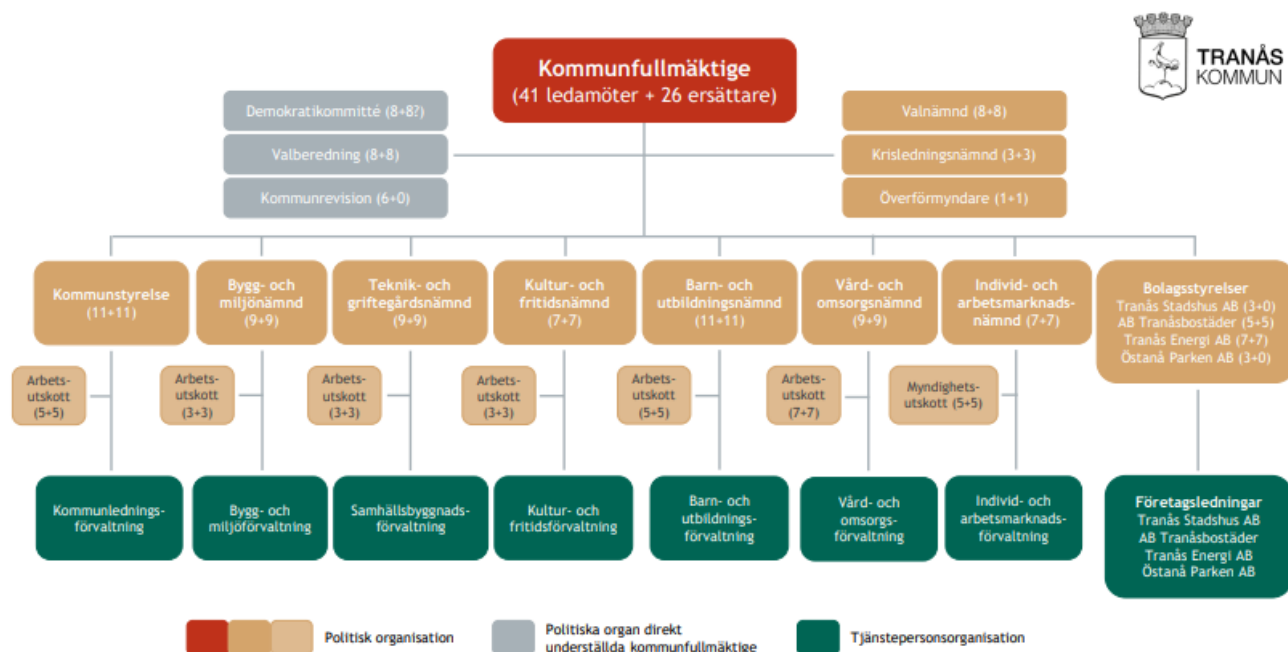 Kommunfullmäktige
(41 ledamöter + 26 ersättare)
TRANÅS
KOMMUN
Demokratikommitté (8+8?)
Valberedning (8+8)
Kommunrevision (6+0)
Valnämnd (8+8)
Krisledningsnämnd (3+3)
Överförmyndare (1+1)
Kommunstyrelse
(11+11)
Bygg- och
miljönämnd
(9+9)
Teknik- och
griftegårdsnämnd
(9+9)
Kultur- och
fritidsnämnd
(7+7)
Barn- och
utbildningsnämnd
(11+11)
Vård- och
omsorgsnämnd
(9+9)
Individ- och
arbetsmarknads-
nämnd (7+7)
Bolagsstyrelser
Tranås Stadshus AB (3+0)
AB Tranåsbostäder (5+5)
Tranås Energi AB (7+7)
Östanå Parken AB (3+0)
Arbets-
utskott
(5+5)
Arbets-
utskott
(3+3)
Arbets-
utskott
(3+3)
Arbets-
utskott
(3+3)
Arbets-
utskott
(5+5)
Arbets-
utskott
(7+7)
Myndighets-
utskott (5+5)
Kommunlednings-
förvaltning
Bygg- och
miljöförvaltning
Samhällsbyggnads-
förvaltning
Kultur- och
fritidsförvaltning
Barn- och
utbildnings-
förvaltning
Vård- och
omsorgs-
förvaltning
Individ- och
arbetsmarknads-
förvaltning
Företagsledningar
Tranås Stadshus AB
AB Tranåsbostäder
Tranås Energi AB
Östanå Parken AB
Politisk organisation
Politiska organ direkt
underställda kommunfullmäktige
Tjänstepersonsorganisation